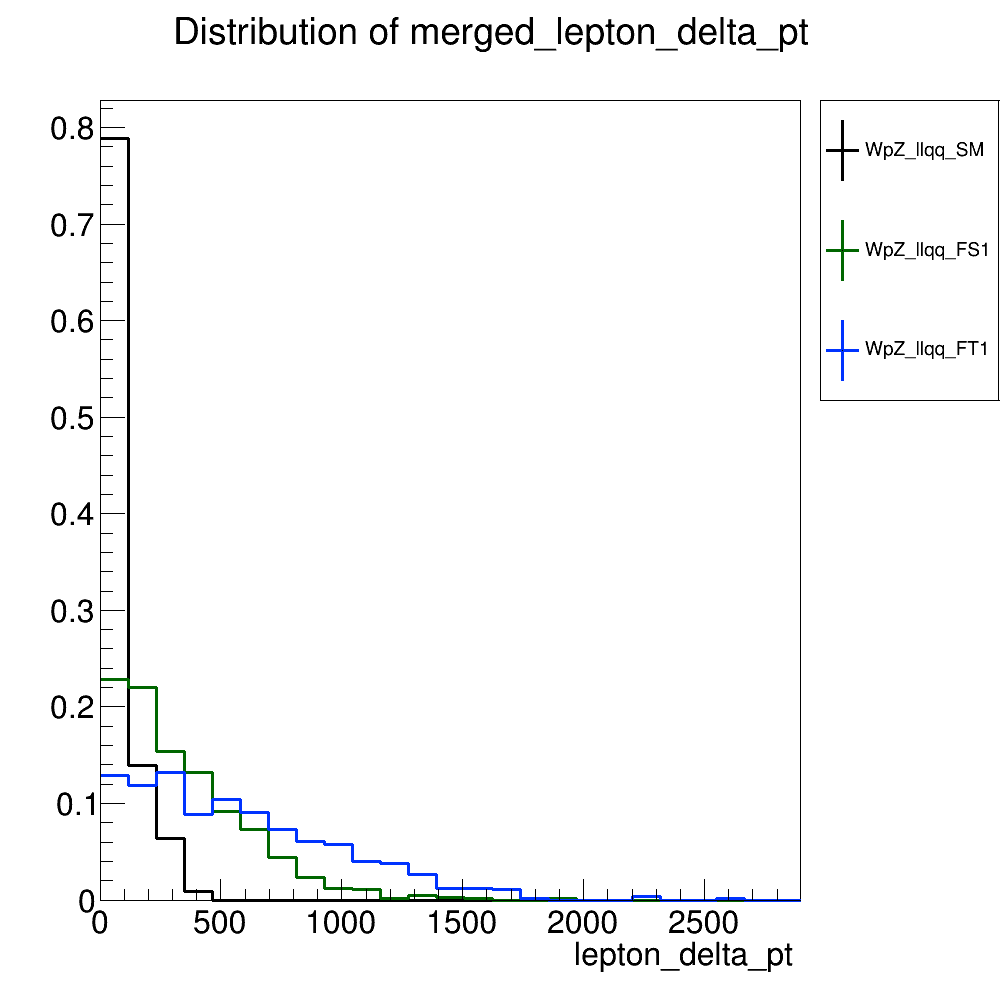 Distribution of merged_lepton_delta_pt
0.8
0.7
0.6
0.5
0.4
0.3
0.2
0.1
0
0 500 1000 1500 2000 2500
lepton_delta_pt
WpZ_llqq_SM
WpZ_llqq_FS1
WpZ_llqq_FT1